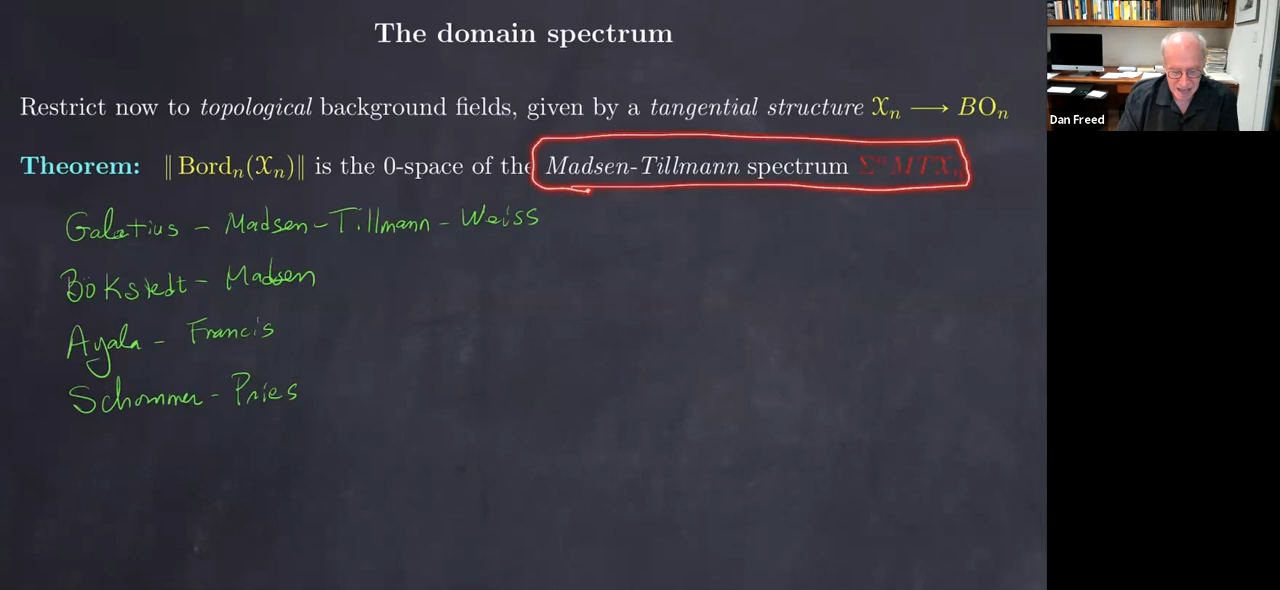 The domain spectrum
Restrict now to topological background fields, given by a tangential structure 𝒳ₙ ⟶ BOₙ
Theorem: ‖Bordₙ(𝒳ₙ)‖ is the 0-space of the Madsen-Tillmann spectrum ΣⁿMT𝒳ₙ
Galatius - Madsen-Tillmann - Weiss
Bökstedt - Madsen
Ayala - Francis
Schommer-Pries
Dan Freed